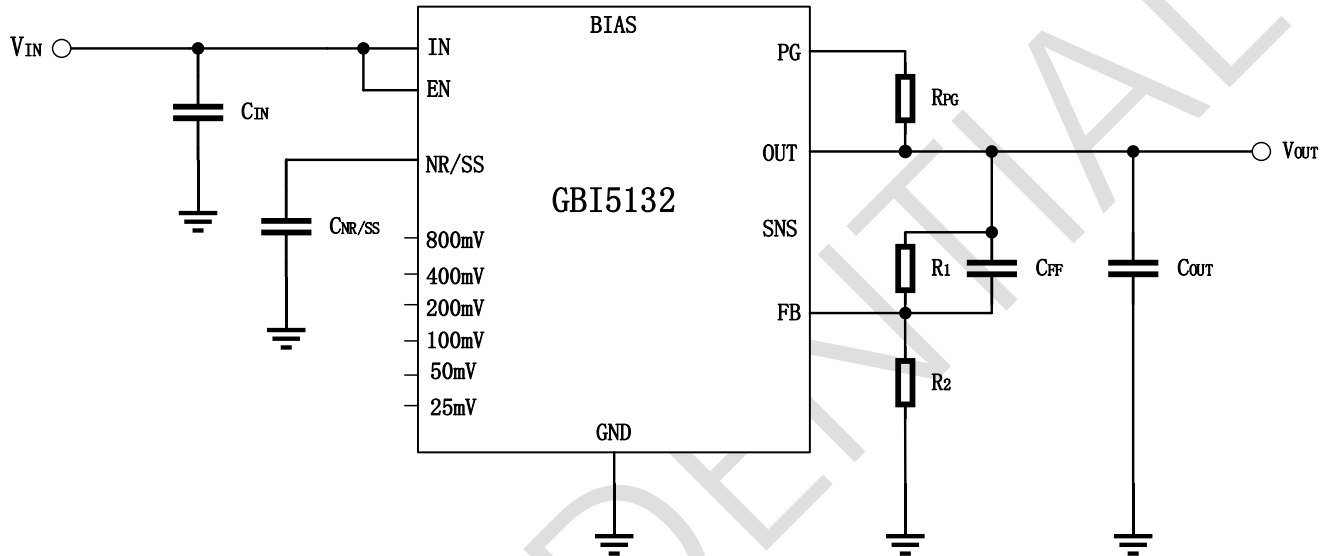 BIAS
VIN
IN
EN
CIN
NR/SS
CNR/SS
800mV
400mV
200mV
100mV
50mV
25mV
GND
GBI5132
PG
RPG
OUT
VOUT
SNS
R1
CFF
COUT
FB
R2
DENTIAL